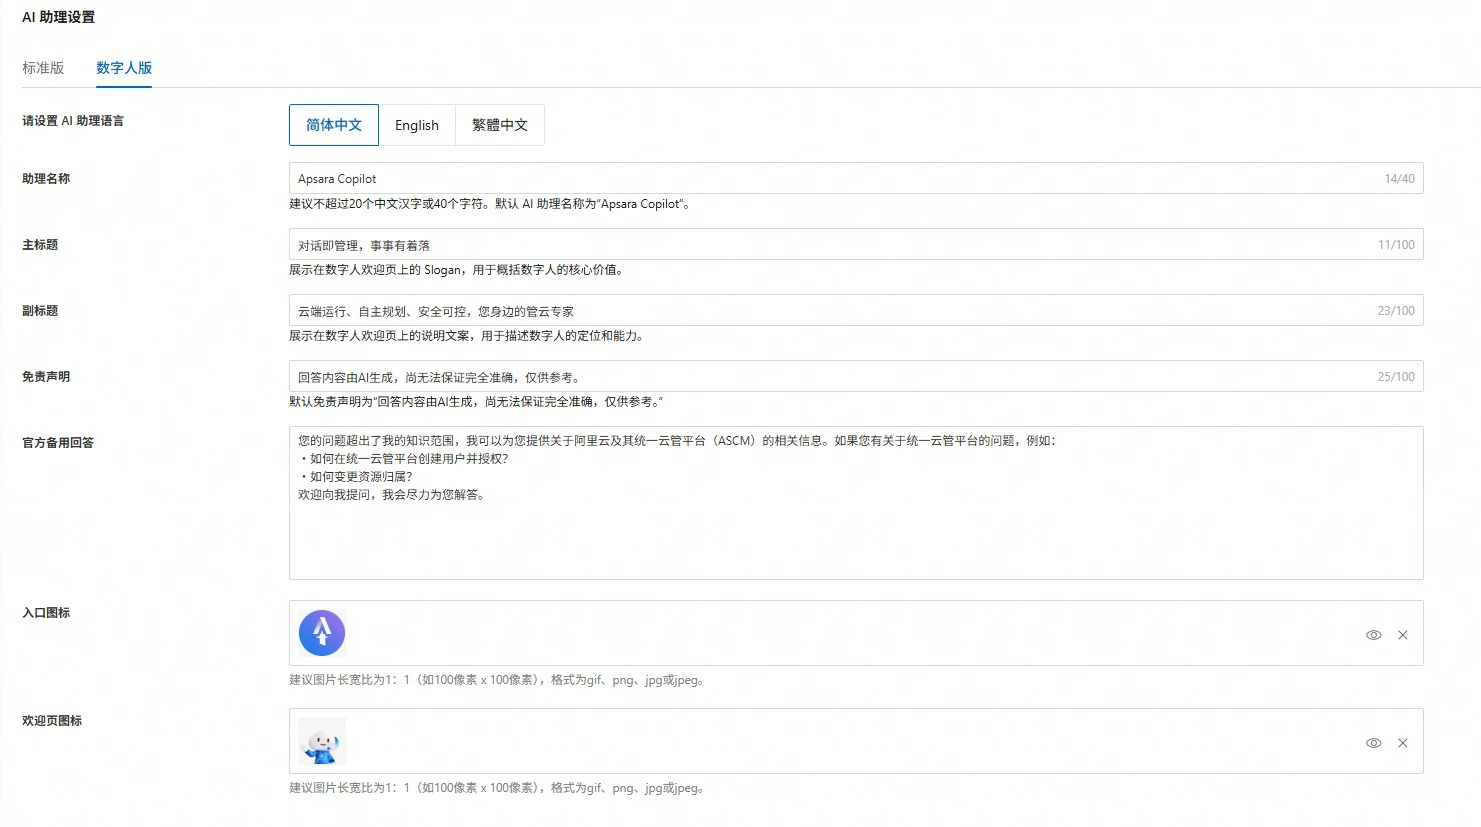 AI 助理设置
标准版
数字人版
请设置 AI 助理语言
简体中文
English
繁體中文
助理名称
Apsara Copilot
14/40
建议不超过20个中文汉字或40个字符。默认 AI 助理名称为“Apsara Copilot”。
主标题
对话即管理，事事有着落
11/100
展示在数字人欢迎页上的 Slogan，用于概括数字人的核心价值。
副标题
云端运行、自主规划、安全可控，您身边的管云专家
23/100
展示在数字人欢迎页上的说明文案，用于描述数字人的定位和能力。
免责声明
回答内容由AI生成，尚无法保证完全准确，仅供参考。
25/100
默认免责声明为“回答内容由AI生成，尚无法保证完全准确，仅供参考。”
官方备用回答
您的问题超出了我的知识范围，我可以为您提供关于阿里云及其统一云管平台（ASCM）的相关信息。如果您有关于统一云管平台的问题，例如：
・如何在统一云管平台创建用户并授权？
・如何变更资源归属？
欢迎向我提问，我会尽力为您解答。
入口图标
建议图片长宽比为1：1（如100像素 x 100像素），格式为gif、png、jpg或jpeg。
欢迎页图标
建议图片长宽比为1：1（如100像素 x 100像素），格式为gif、png、jpg或jpeg。